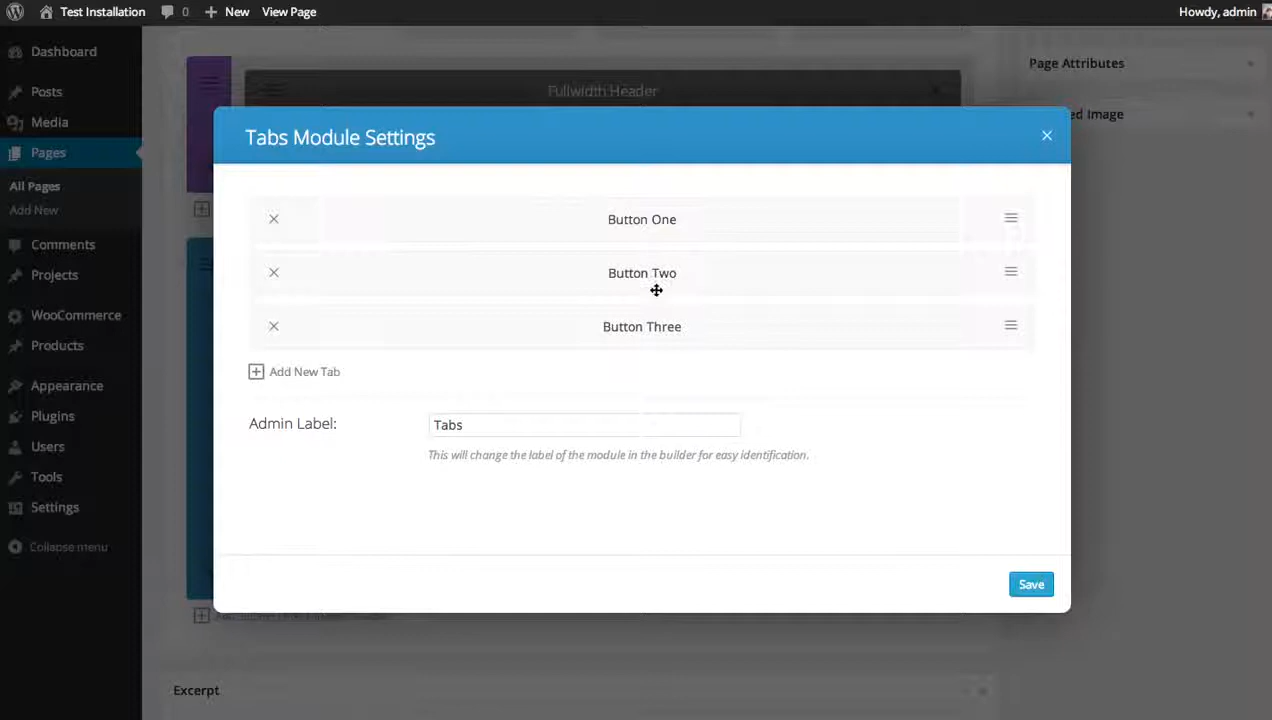 Test Installation
0
New
View Page
Howdy, admin
Dashboard
Posts
Media
Pages
All Pages
Add New
Comments
Projects
WooCommerce
Products
Appearance
Plugins
Users
Tools
Settings
Collapse menu
Fullwidth Header
Page Attributes
ed Image
Tabs Module Settings
Button One
Button Two
Button Three
Add New Tab
Admin Label:
Tabs
This will change the label of the module in the builder for easy identification.
Save
Excerpt